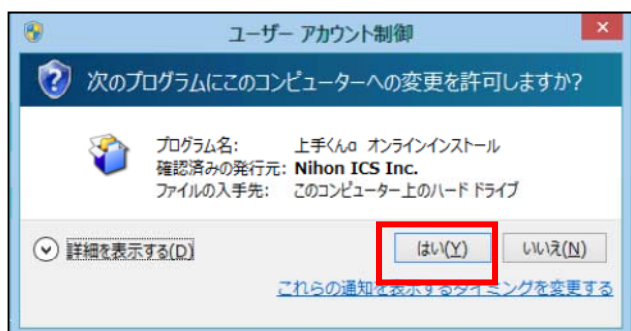 ユーザー アカウント制御
次のプログラムにこのコンピューターへの変更を許可しますか?
プログラム名: 上手くんα オンラインインストール
確認済みの発行元: Nihon ICS Inc.
ファイルの入手先: このコンピューター上のハード ドライブ
詳細を表示する(D) はい(Y) いいえ(N)
これらの通知を表示するタイミングを変更する